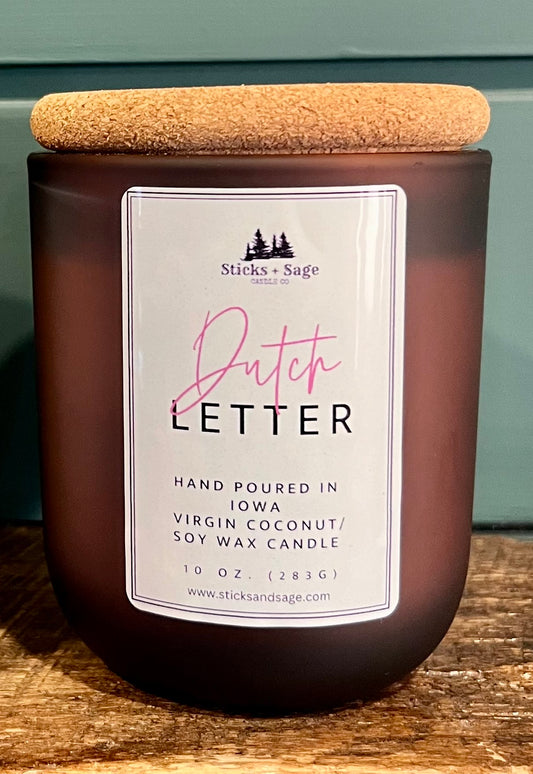 Sticks + Sage
CANDLE CO
Dutch
LETTER
HAND POURED IN
IOWA
VIRGIN COCONUT/
SOY WAX CANDLE
10 OZ. (283G)
www.sticksandsage.com